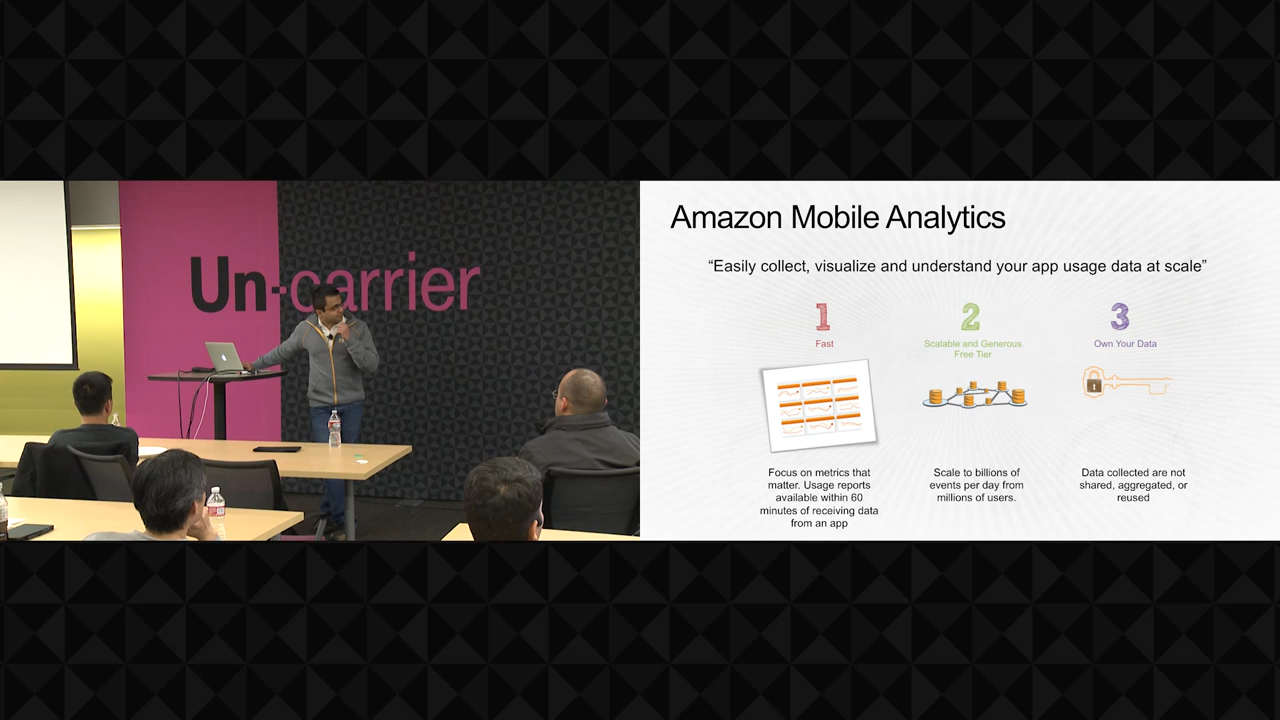 Un-carrier
Amazon Mobile Analytics
“Easily collect, visualize and understand your app usage data at scale”
1
Fast
Focus on metrics that
matter. Usage reports
available within 60
minutes of receiving data
from an app
2
Scalable and Generous
Free Tier
Scale to billions of
events per day from
millions of users.
3
Own Your Data
Data collected are not
shared, aggregated, or
reused